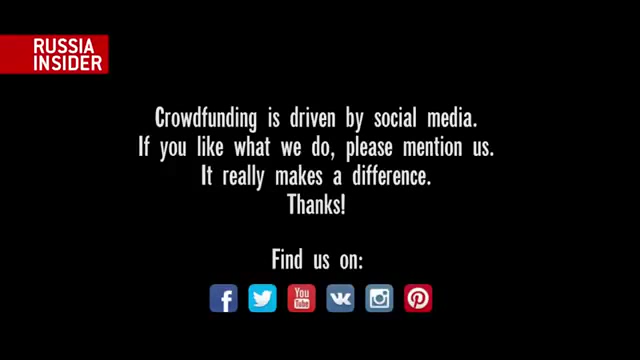 RUSSIA
INSIDER
Crowdfunding is driven by social media.
If you like what we do, please mention us.
It really makes a difference.
Thanks!
Find us on:
f
You
Tube